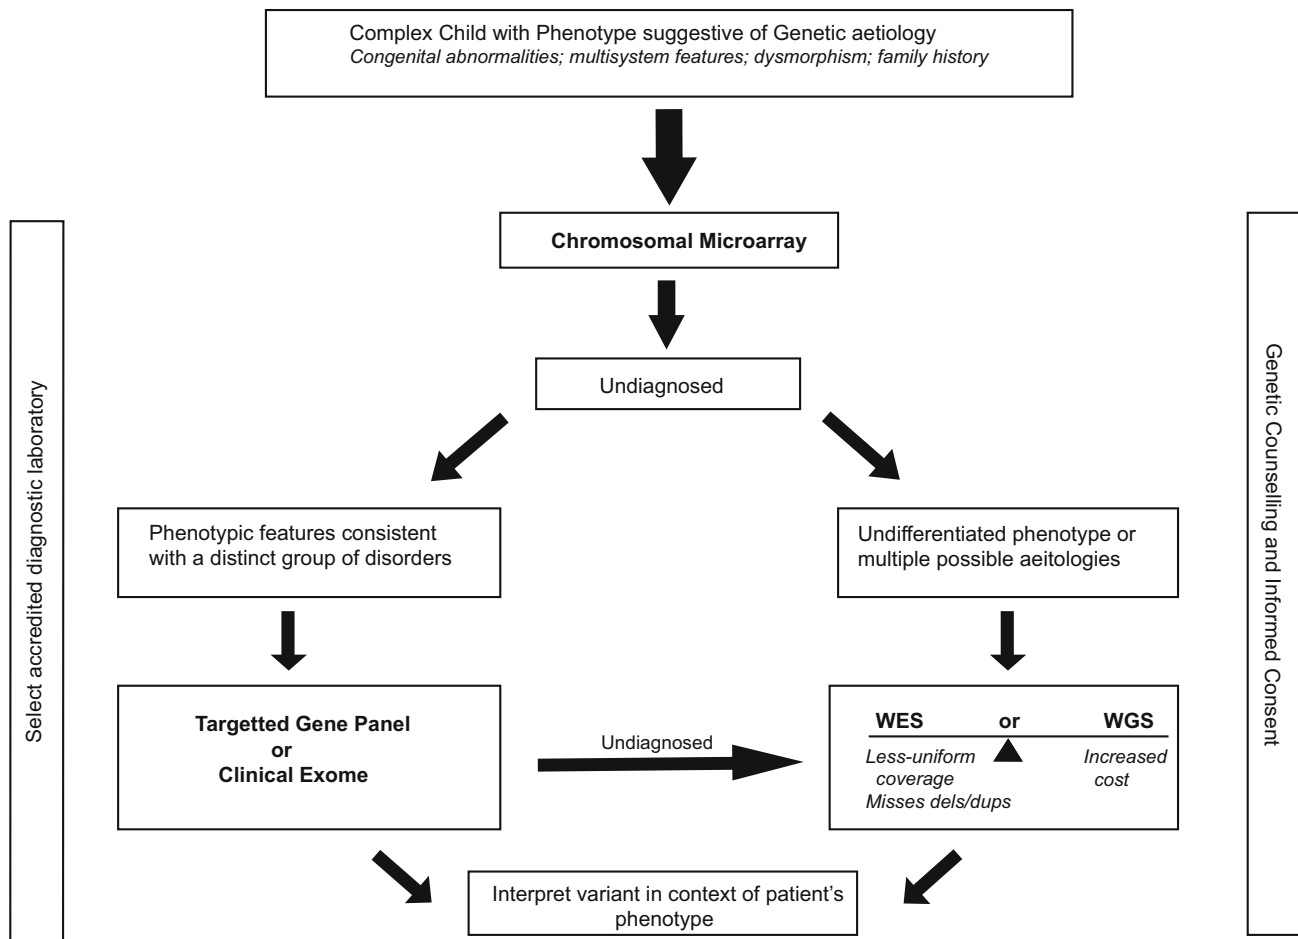 Complex Child with Phenotype suggestive of Genetic aetiology
Congenital abnormalities; multisystem features; dysmorphism; family history
Chromosomal Microarray
Undiagnosed
Select accredited diagnostic laboratory
Genetic Counselling and Informed Consent
Phenotypic features consistent
with a distinct group of disorders
Undifferentiated phenotype or
multiple possible aeitologies
Targetted Gene Panel
or
Clinical Exome
Undiagnosed
WES or WGS
Less-uniform
coverage
Misses dels/dups
Increased
cost
Interpret variant in context of patient’s
phenotype